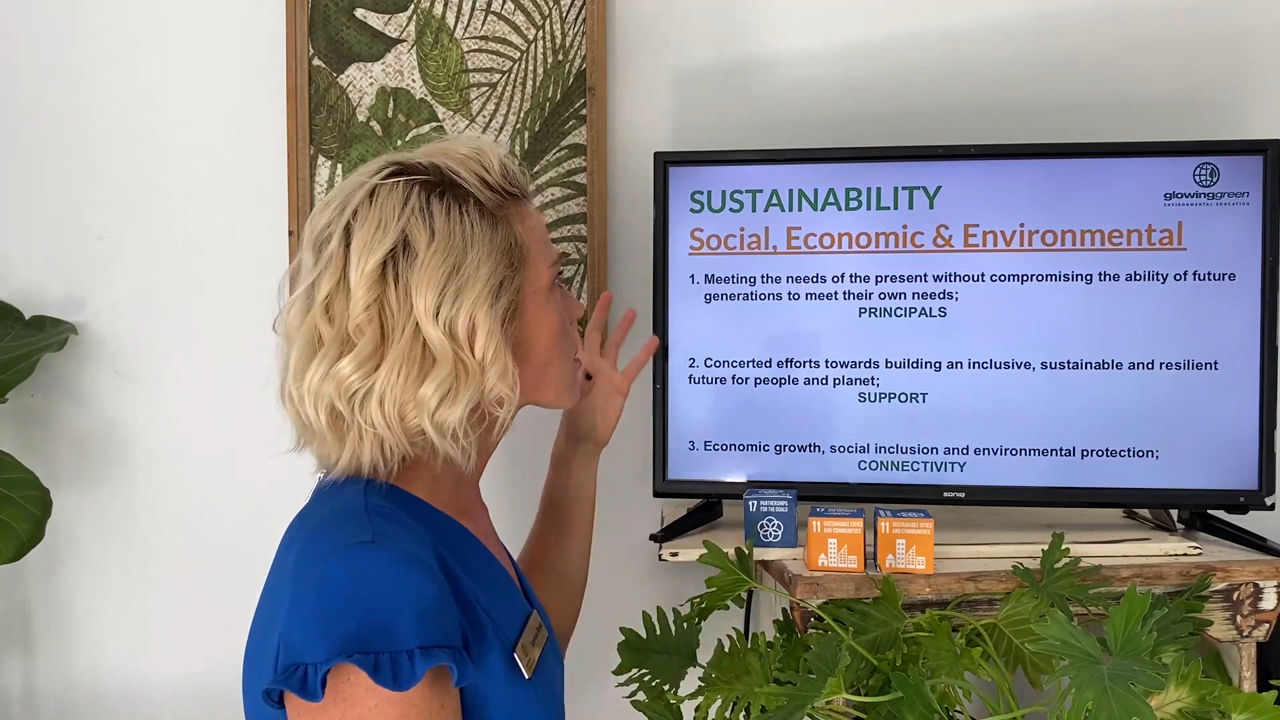 SUSTAINABILITY
glowinggreen
ENVIRONMENTAL EDUCATION
Social, Economic & Environmental
1. Meeting the needs of the present without compromising the ability of future
generations to meet their own needs;
PRINCIPALS
2. Concerted efforts towards building an inclusive, sustainable and resilient
future for people and planet;
SUPPORT
3. Economic growth, social inclusion and environmental protection;
CONNECTIVITY
SONIQ
17 PARTNERSHIPS
FOR THE GOALS
11 SUSTAINABLE CITIES
AND COMMUNITIES
11 SUSTAINABLE CITIES
AND COMMUNITIES